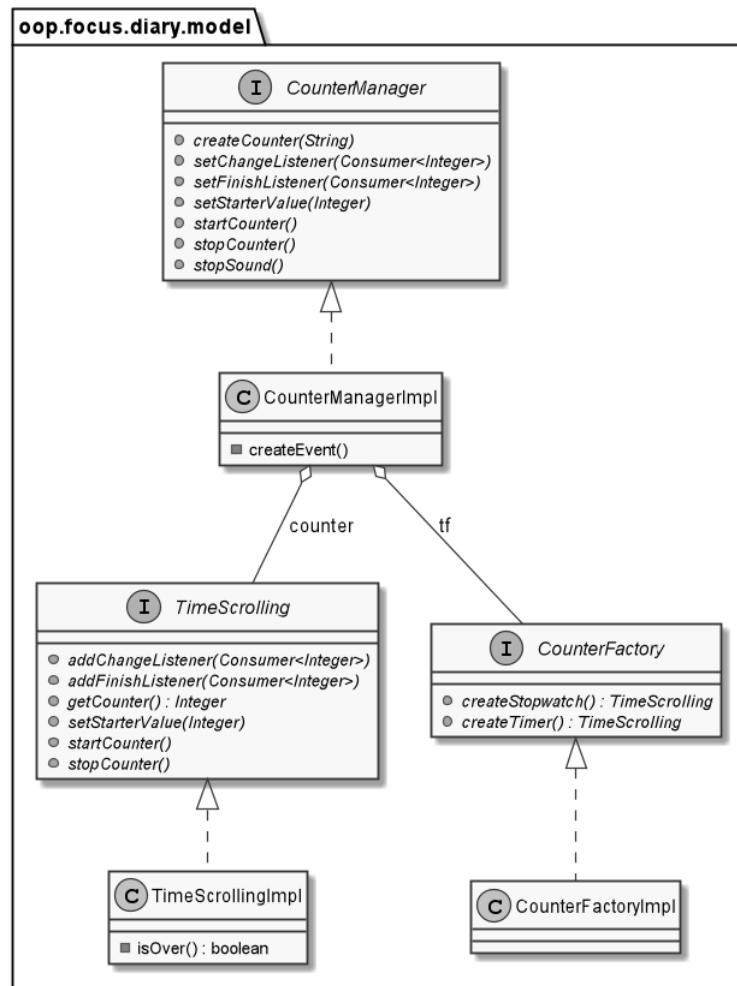 oop.focus.diary.model
I CounterManager
createCounter(String)
setChangeListener(Consumer<Integer>)
setFinishListener(Consumer<Integer>)
setStarterValue(Integer)
startCounter()
stopCounter()
stopSound()
C CounterManagerImpl
createEvent()
counter
tf
I TimeScrolling
addChangeListener(Consumer<Integer>)
addFinishListener(Consumer<Integer>)
getCounter() : Integer
setStarterValue(Integer)
startCounter()
stopCounter()
I CounterFactory
createStopwatch() : TimeScrolling
createTimer() : TimeScrolling
C TimeScrollingImpl
isOver() : boolean
C CounterFactoryImpl